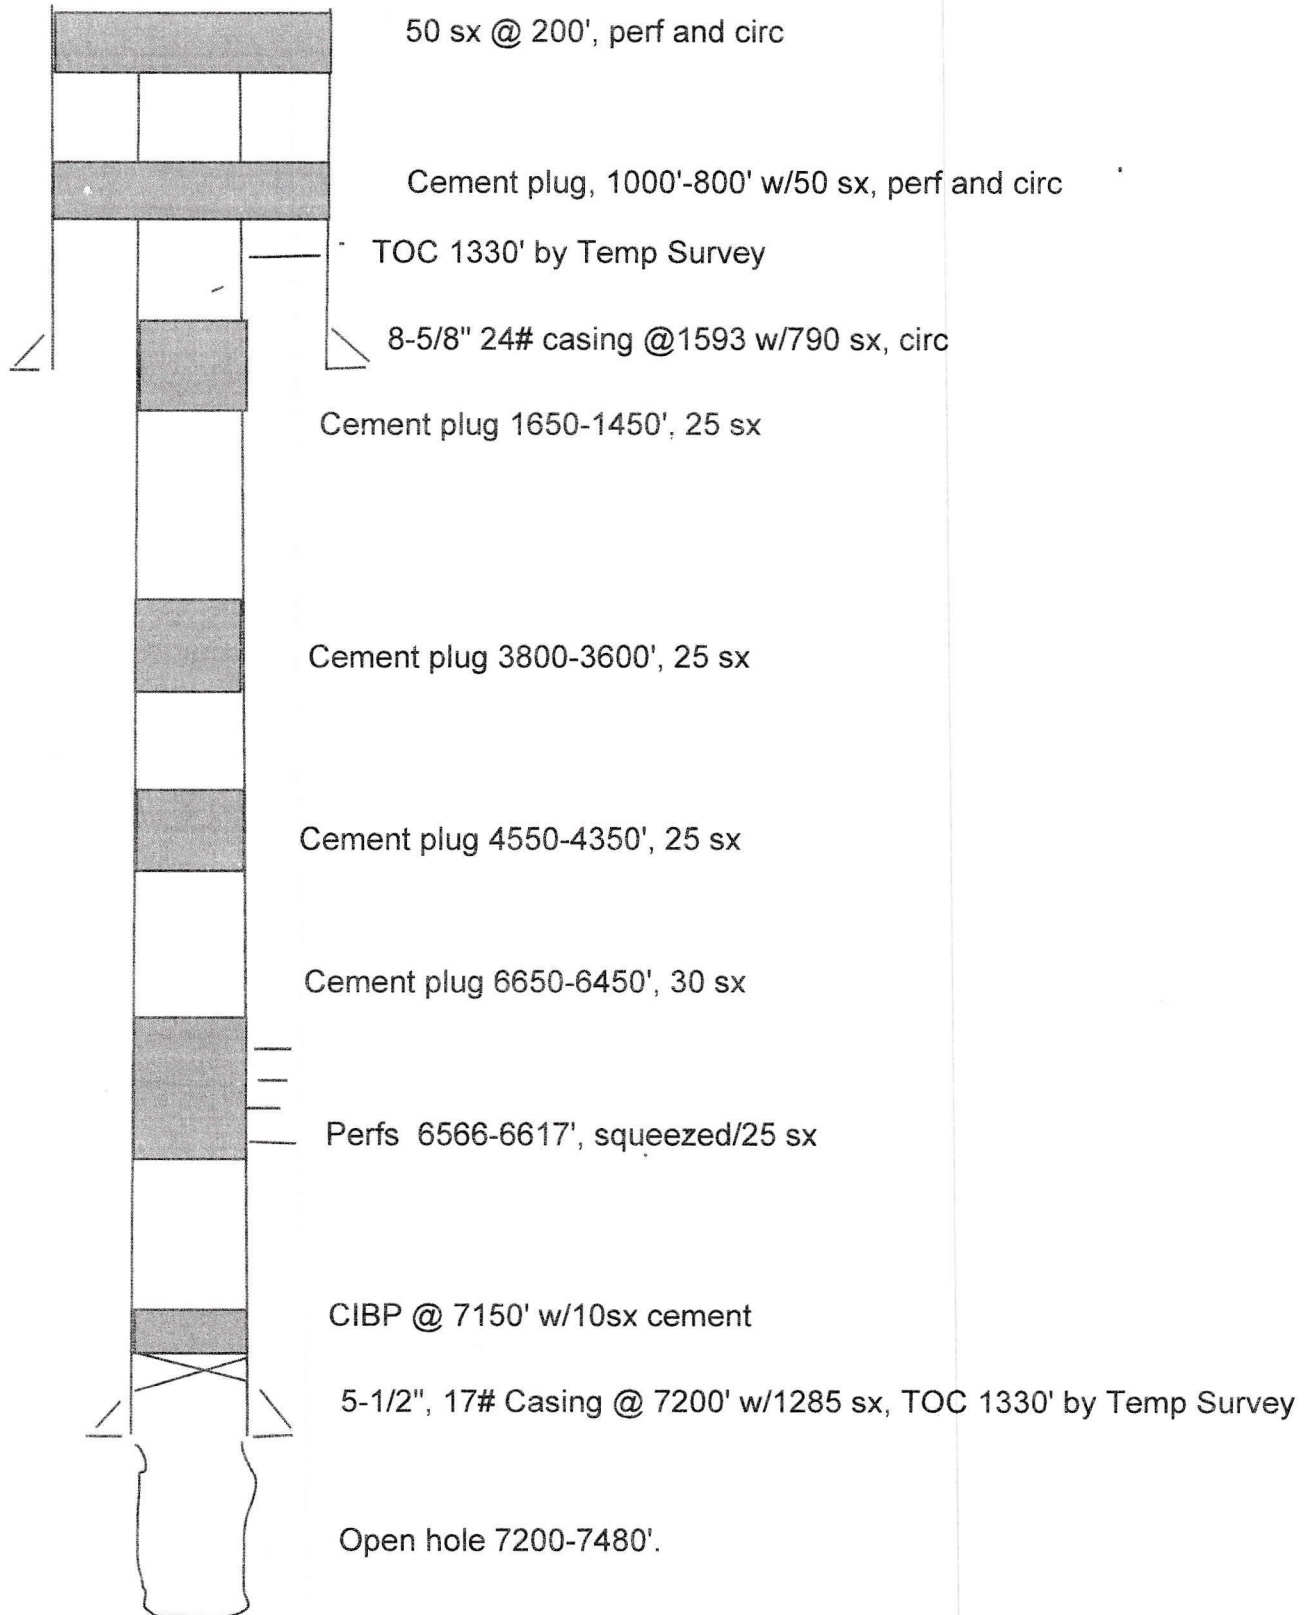 50 sx @ 200', perf and circ
Cement plug, 1000'-800' w/50 sx, perf and circ
TOC 1330' by Temp Survey
8-5/8" 24# casing @1593 w/790 sx, circ
Cement plug 1650-1450', 25 sx
Cement plug 3800-3600', 25 sx
Cement plug 4550-4350', 25 sx
Cement plug 6650-6450', 30 sx
Perfs 6566-6617', squeezed/25 sx
CIBP @ 7150' w/10sx cement
5-1/2", 17# Casing @ 7200' w/1285 sx, TOC 1330' by Temp Survey
Open hole 7200-7480'.